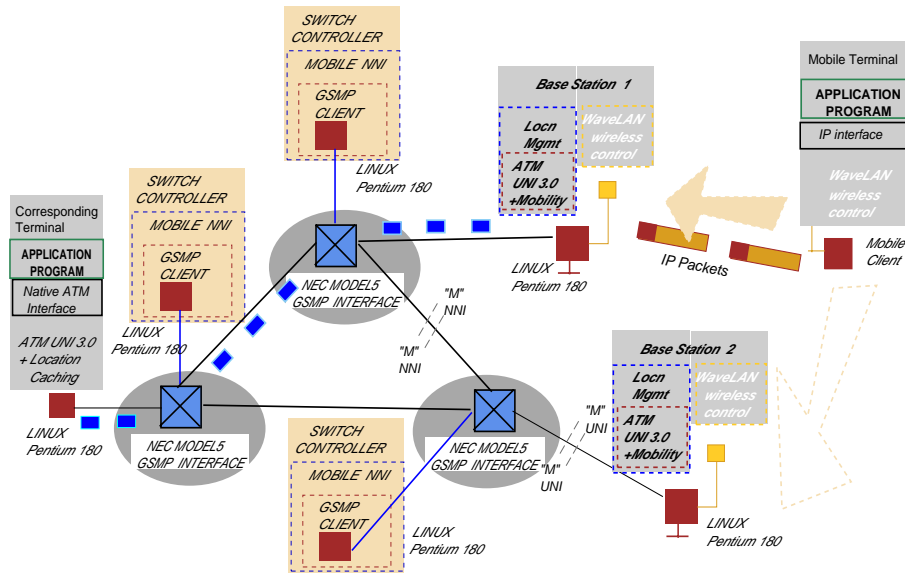 SWITCH
CONTROLLER
MOBILE NNI
GSMP
CLIENT
LINUX
Pentium 180
Base Station 1
Locn
Mgmt
ATM
UNI 3.0
+Mobility
WaveLAN
wireless
control
LINUX
Pentium 180
Mobile Terminal
APPLICATION
PROGRAM
IP interface
WaveLAN
wireless
control
Mobile
Client
IP Packets
SWITCH
CONTROLLER
MOBILE NNI
GSMP
CLIENT
LINUX
Pentium 180
Corresponding
Terminal
APPLICATION
PROGRAM
Native ATM
Interface
ATM UNI 3.0
+ Location
Caching
LINUX
Pentium 180
NEC MODEL5
GSMP INTERFACE
"M"
NNI
"M"
NNI
NEC MODEL5
GSMP INTERFACE
NEC MODEL5
GSMP INTERFACE
"M"
UNI
"M"
UNI
SWITCH
CONTROLLER
MOBILE NNI
GSMP
CLIENT
LINUX
Pentium 180
Base Station 2
Locn
Mgmt
ATM
UNI 3.0
+Mobility
WaveLAN
wireless
control
LINUX
Pentium 180